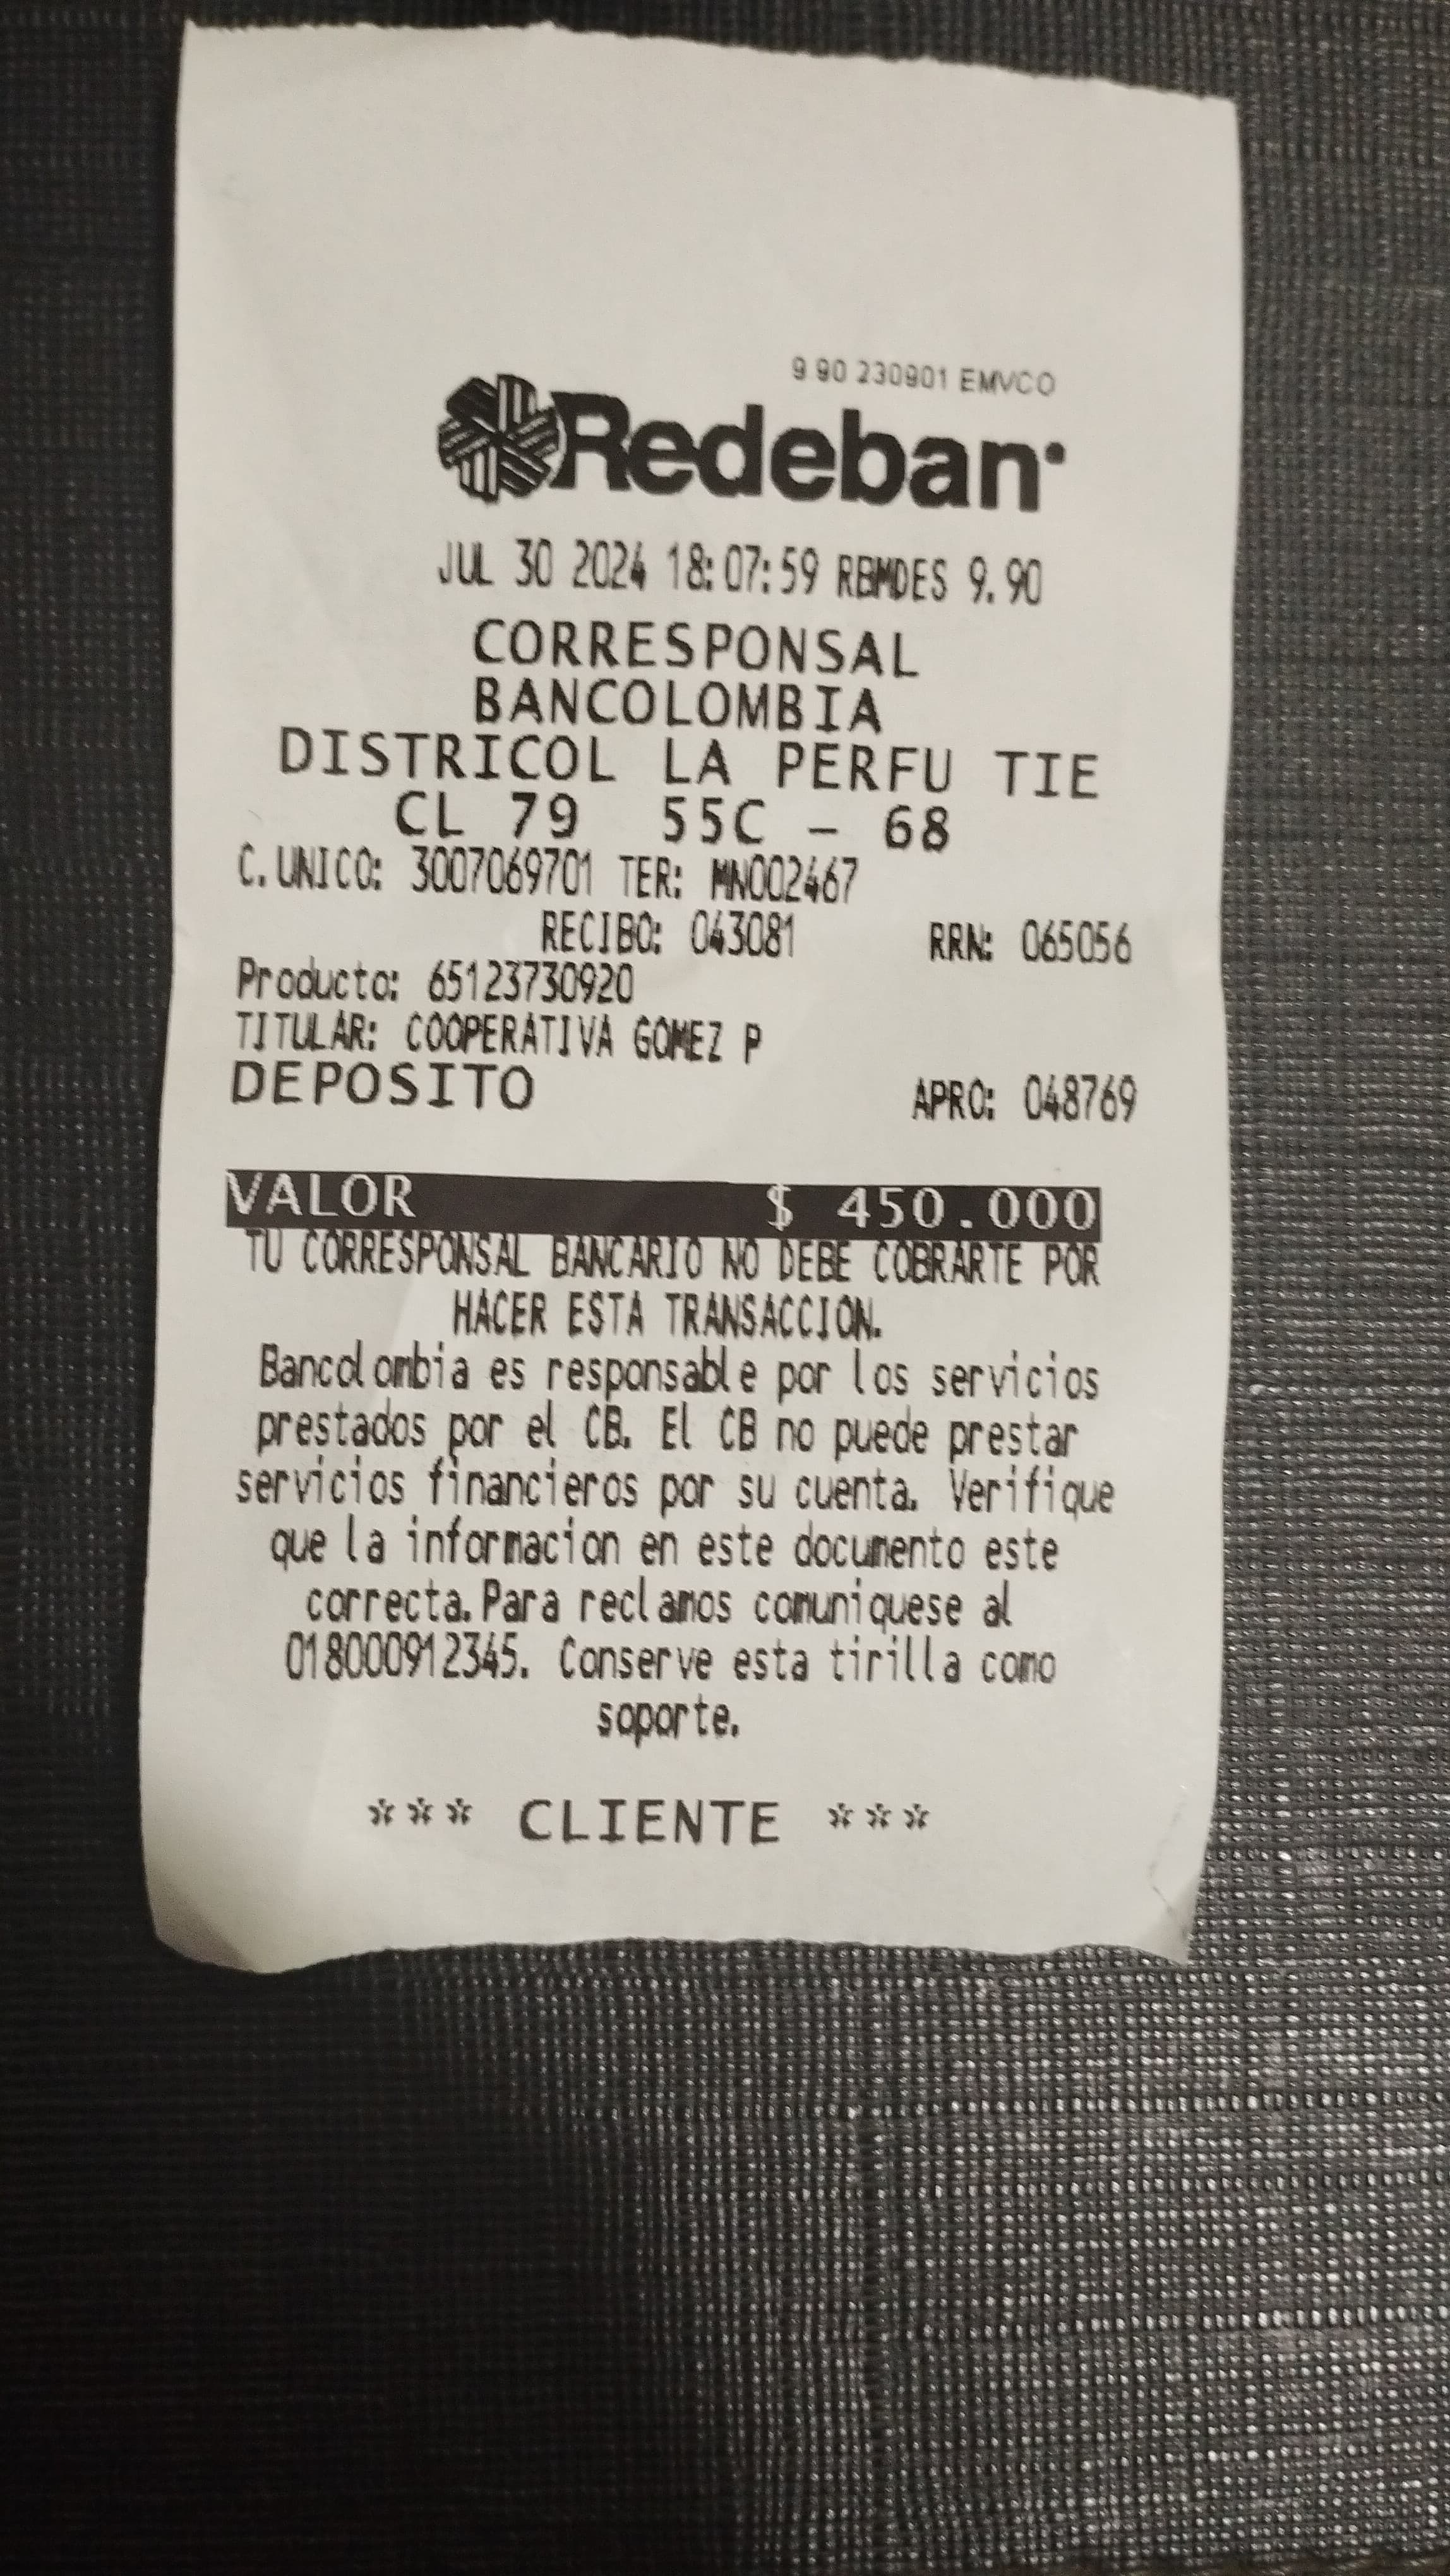 9 90 230901 EMVCO
Redeban
JUL 30 2024 18:07:59 RBMDES 9.90
CORRESPONSAL
BANCOLOMBIA
DISTRICOL LA PERFU TIE
CL 79 55C - 68
C.UNICO: 3007069701 TER: MN002467
RECIBO: 043081 RRN: 065056
Producto: 65123730920
TITULAR: COOPERATIVA GOMEZ P
DEPOSITO APRO: 048769
VALOR $ 450.000
TU CORRESPONSAL BANCARIO NO DEBE COBRARTE POR
HACER ESTA TRANSACCION.
Bancolombia es responsable por los servicios
prestados por el CB. El CB no puede prestar
servicios financieros por su cuenta. Verifique
que la informacion en este documento este
correcta. Para reclamos comuniquese al
018000912345. Conserve esta tirilla como
soporte.
*** CLIENTE ***